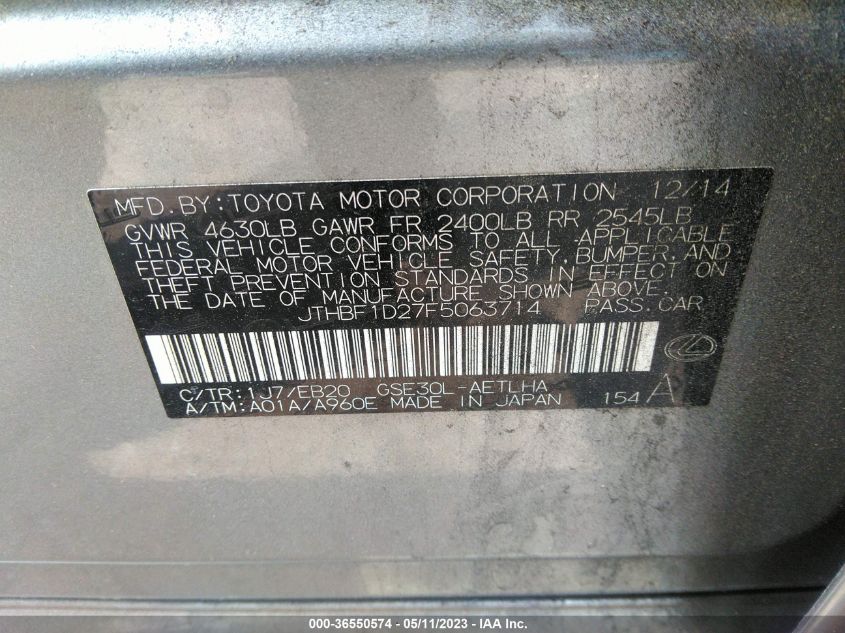 MFD. BY: TOYOTA MOTOR CORPORATION 12/14
GVWR 4630LB GAWR FR 2400LB RR 2545LB
THIS VEHICLE CONFORMS TO ALL APPLICABLE
FEDERAL MOTOR VEHICLE SAFETY, BUMPER, AND
THEFT PREVENTION STANDARDS IN EFFECT ON
THE DATE OF MANUFACTURE SHOWN ABOVE.
JTHBF1D27F5063714 PASS. CAR
C/TR: 1J7/EB20 GSE30L-AETLHA
A/TM: A01A/A960E MADE IN JAPAN 154 A
000-36550574 / 05/11/2023 / © IAA Inc.